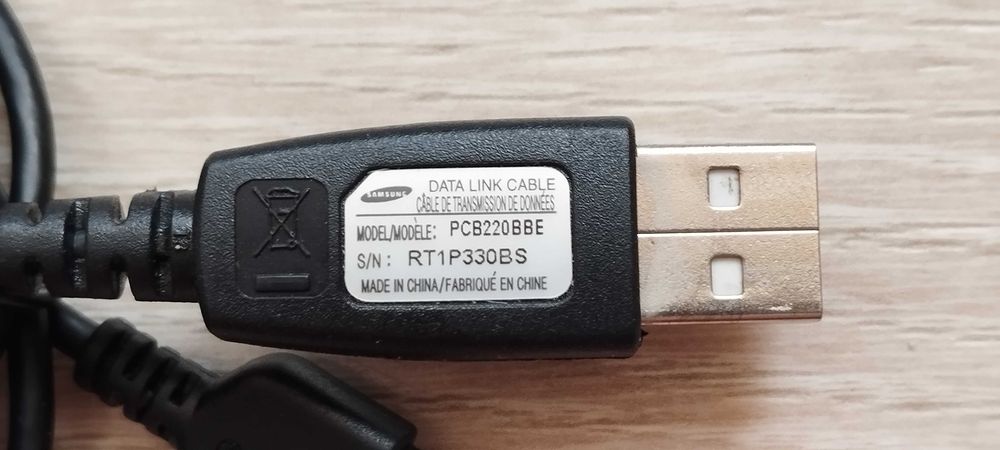 SAMSUNG DATA LINK CABLE
CÂBLE DE TRANSMISSION DE DONNÉES
MODEL/MODÈLE: PCB220BBE
S/N: RT1P330BS
MADE IN CHINA/FABRIQUÉ EN CHINE